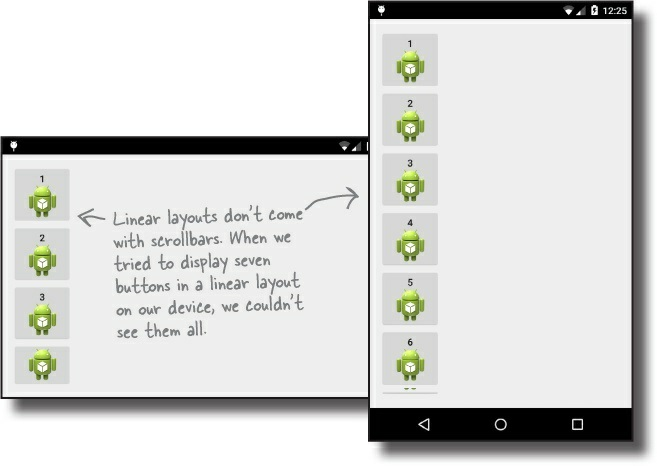 12:25
1
2
3
1
2
3
4
5
6
Linear layouts don't come
with scrollbars. When we
tried to display seven
buttons in a linear layout
on our device, we couldn't
see them all.